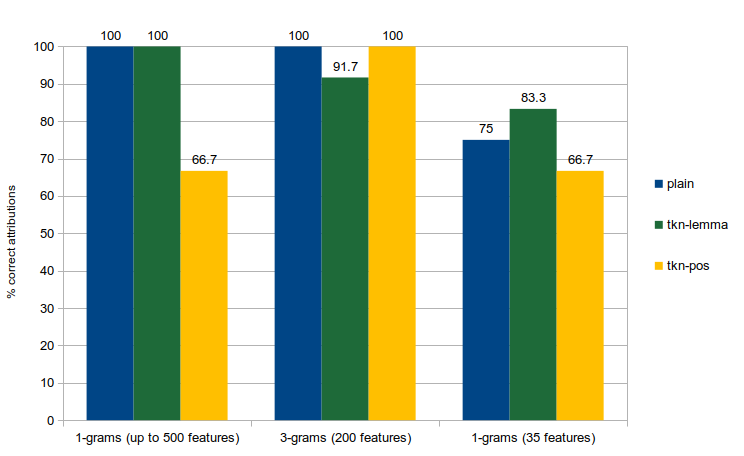 100 100 100 100
100
91.7
90
83.3
80
75
70
66.7 66.7
60
50
40
30
20
10
0
% correct attributions
1-grams (up to 500 features) 3-grams (200 features) 1-grams (35 features)
plain
tkn-lemma
tkn-pos